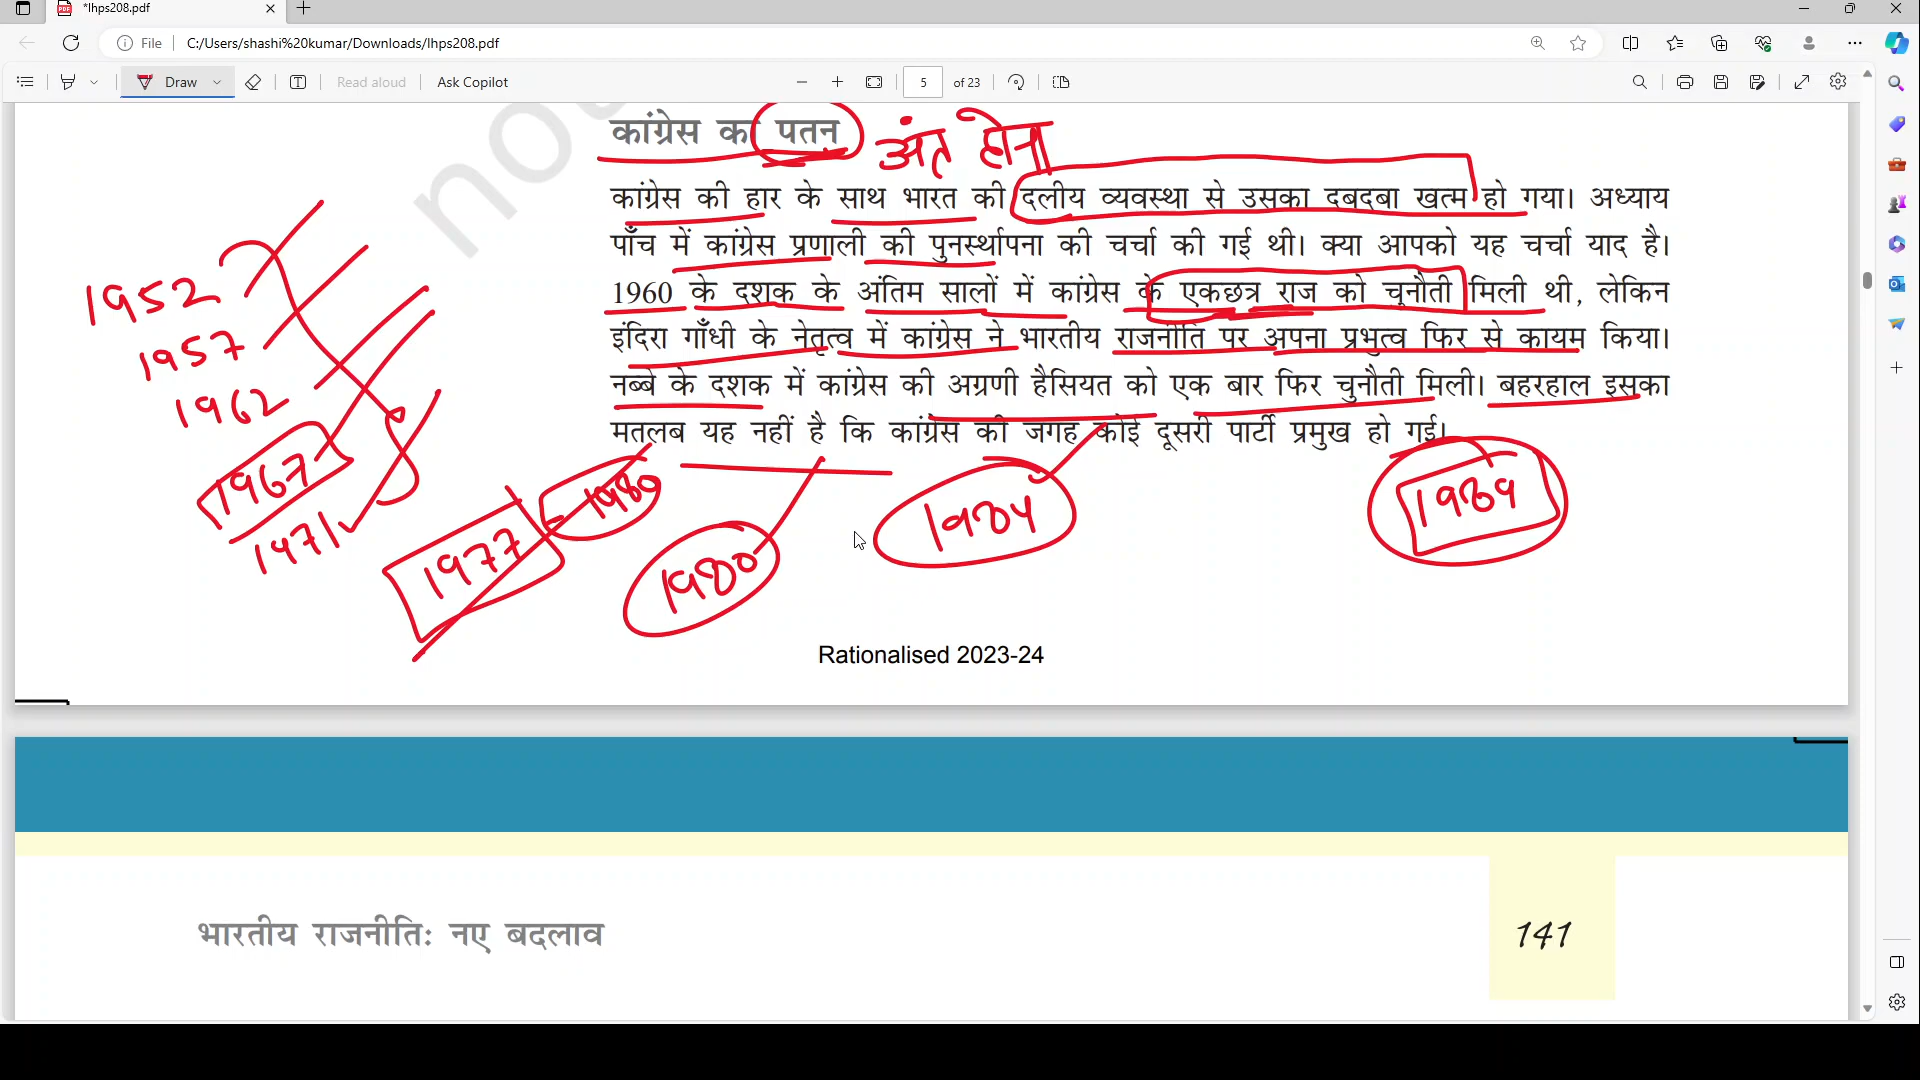 *lhps208.pdf
File C:/Users/shashi%20kumar/Downloads/lhps208.pdf
Draw Read aloud Ask Copilot 5 of 23
कांग्रेस का पतन अंत होना
कांग्रेस की हार के साथ भारत की दलीय व्यवस्था से उसका दबदबा खत्म हो गया। अध्याय
पाँच में कांग्रेस प्रणाली की पुनर्स्थापना की चर्चा की गई थी। क्या आपको यह चर्चा याद है।
1960 के दशक के अंतिम सालों में कांग्रेस के एकछत्र राज को चुनौती मिली थी, लेकिन
इंदिरा गाँधी के नेतृत्व में कांग्रेस ने भारतीय राजनीति पर अपना प्रभुत्व फिर से कायम किया।
नब्बे के दशक में कांग्रेस की अग्रणी हैसियत को एक बार फिर चुनौती मिली। बहरहाल इसका
मतलब यह नहीं है कि कांग्रेस की जगह कोई दूसरी पार्टी प्रमुख हो गई।
1952
1957
1962
1967
1971
1977 - 1980
1980
1984
1989
Rationalised 2023-24
भारतीय राजनीतिः नए बदलाव 141